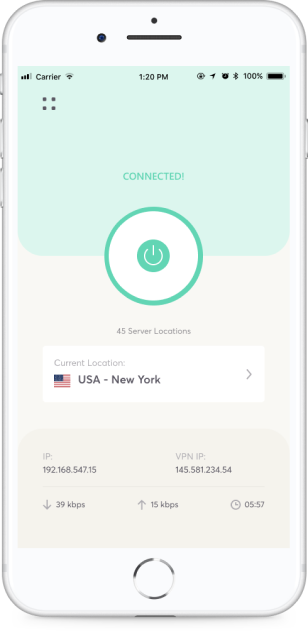 Carrier 1:20 PM 100%
CONNECTED!
45 Server Locations
Current Location:
USA - New York
IP: VPN IP:
192.168.547.15 145.581.234.54
39 kbps 15 kbps 05:57